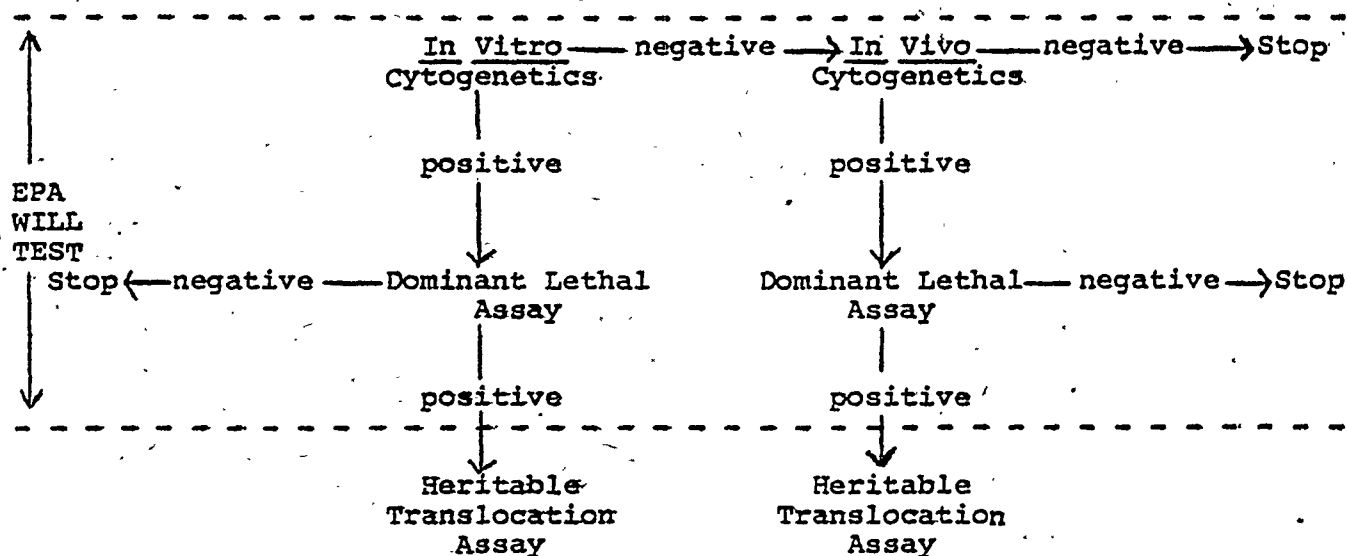 In Vitro negative In Vivo negative Stop
Cytogenetics Cytogenetics
positive positive
EPA
WILL
TEST
Stop negative Dominant Lethal Dominant Lethal negative Stop
Assay Assay
positive positive
Heritable Heritable
Translocation Translocation
Assay Assay